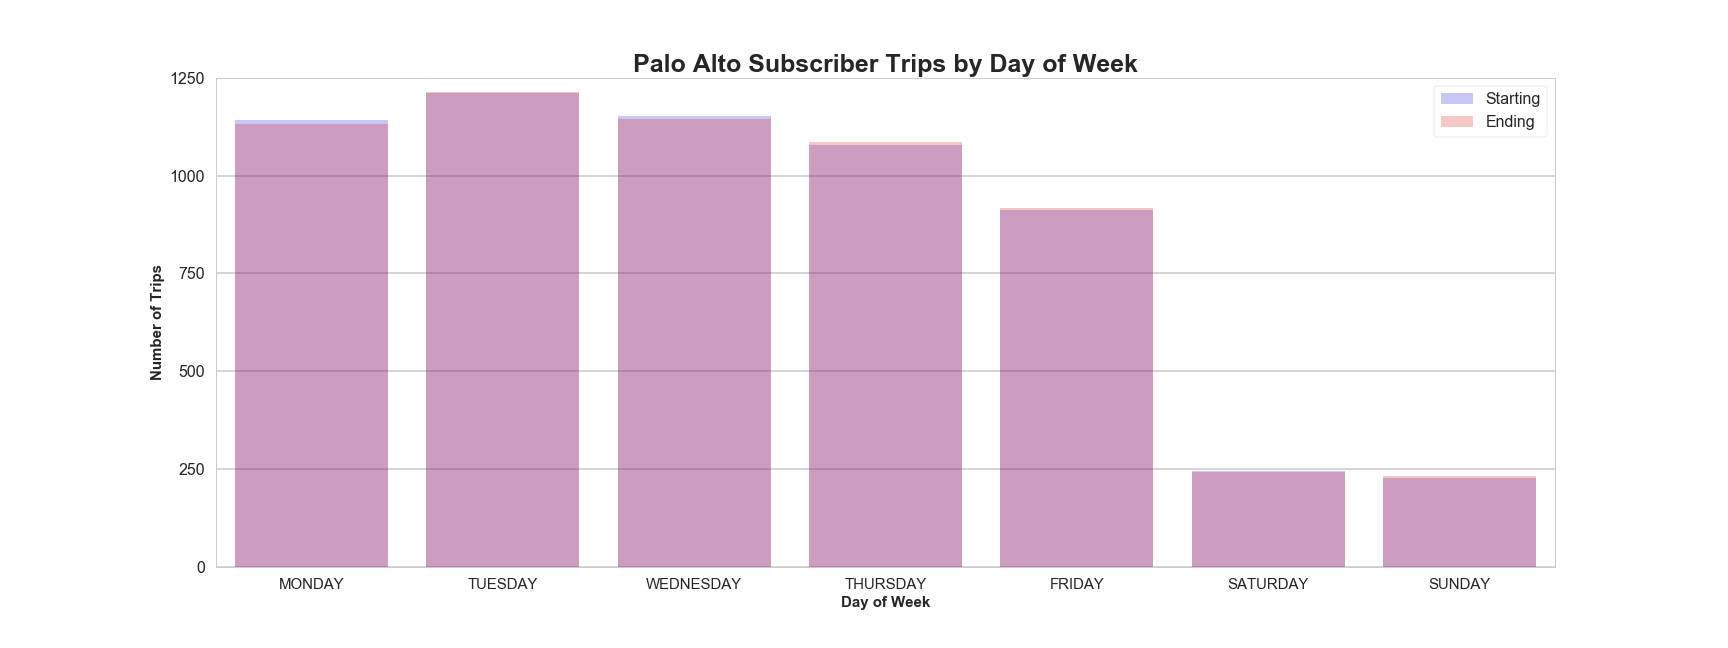 Palo Alto Subscriber Trips by Day of Week
1250
1000
750
500
250
0
Number of Trips
Starting
Ending
MONDAY TUESDAY WEDNESDAY THURSDAY FRIDAY SATURDAY SUNDAY
Day of Week